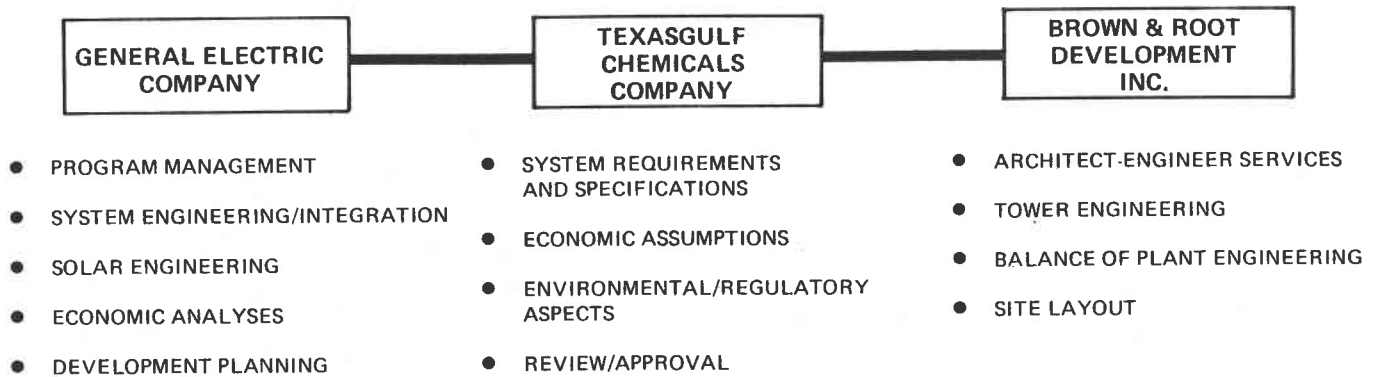 GENERAL ELECTRIC
COMPANY
TEXASGULF
CHEMICALS
COMPANY
BROWN & ROOT
DEVELOPMENT
INC.
● PROGRAM MANAGEMENT
● SYSTEM ENGINEERING/INTEGRATION
● SOLAR ENGINEERING
● ECONOMIC ANALYSES
● DEVELOPMENT PLANNING
● SYSTEM REQUIREMENTS
AND SPECIFICATIONS
● ECONOMIC ASSUMPTIONS
● ENVIRONMENTAL/REGULATORY
ASPECTS
● REVIEW/APPROVAL
● ARCHITECT-ENGINEER SERVICES
● TOWER ENGINEERING
● BALANCE OF PLANT ENGINEERING
● SITE LAYOUT